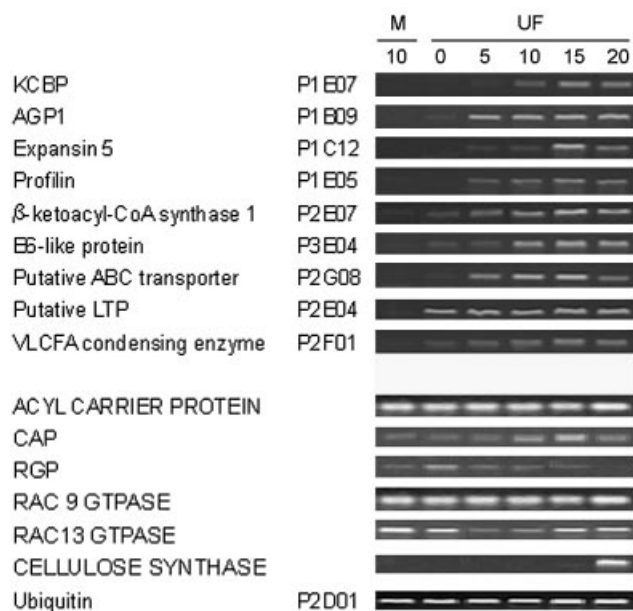 M UF
10 0 5 10 15 20
KCBP P1E07
AGP1 P1B09
Expansin 5 P1C12
Profilin P1E05
β-ketoacyl-CoA synthase 1 P2E07
E6-like protein P3E04
Putative ABC transporter P2G08
Putative LTP P2E04
VLCFA condensing enzyme P2F01
ACYL CARRIER PROTEIN
CAP
RGP
RAC 9 GTPASE
RAC13 GTPASE
CELLULOSE SYNTHASE
Ubiquitin P2D01